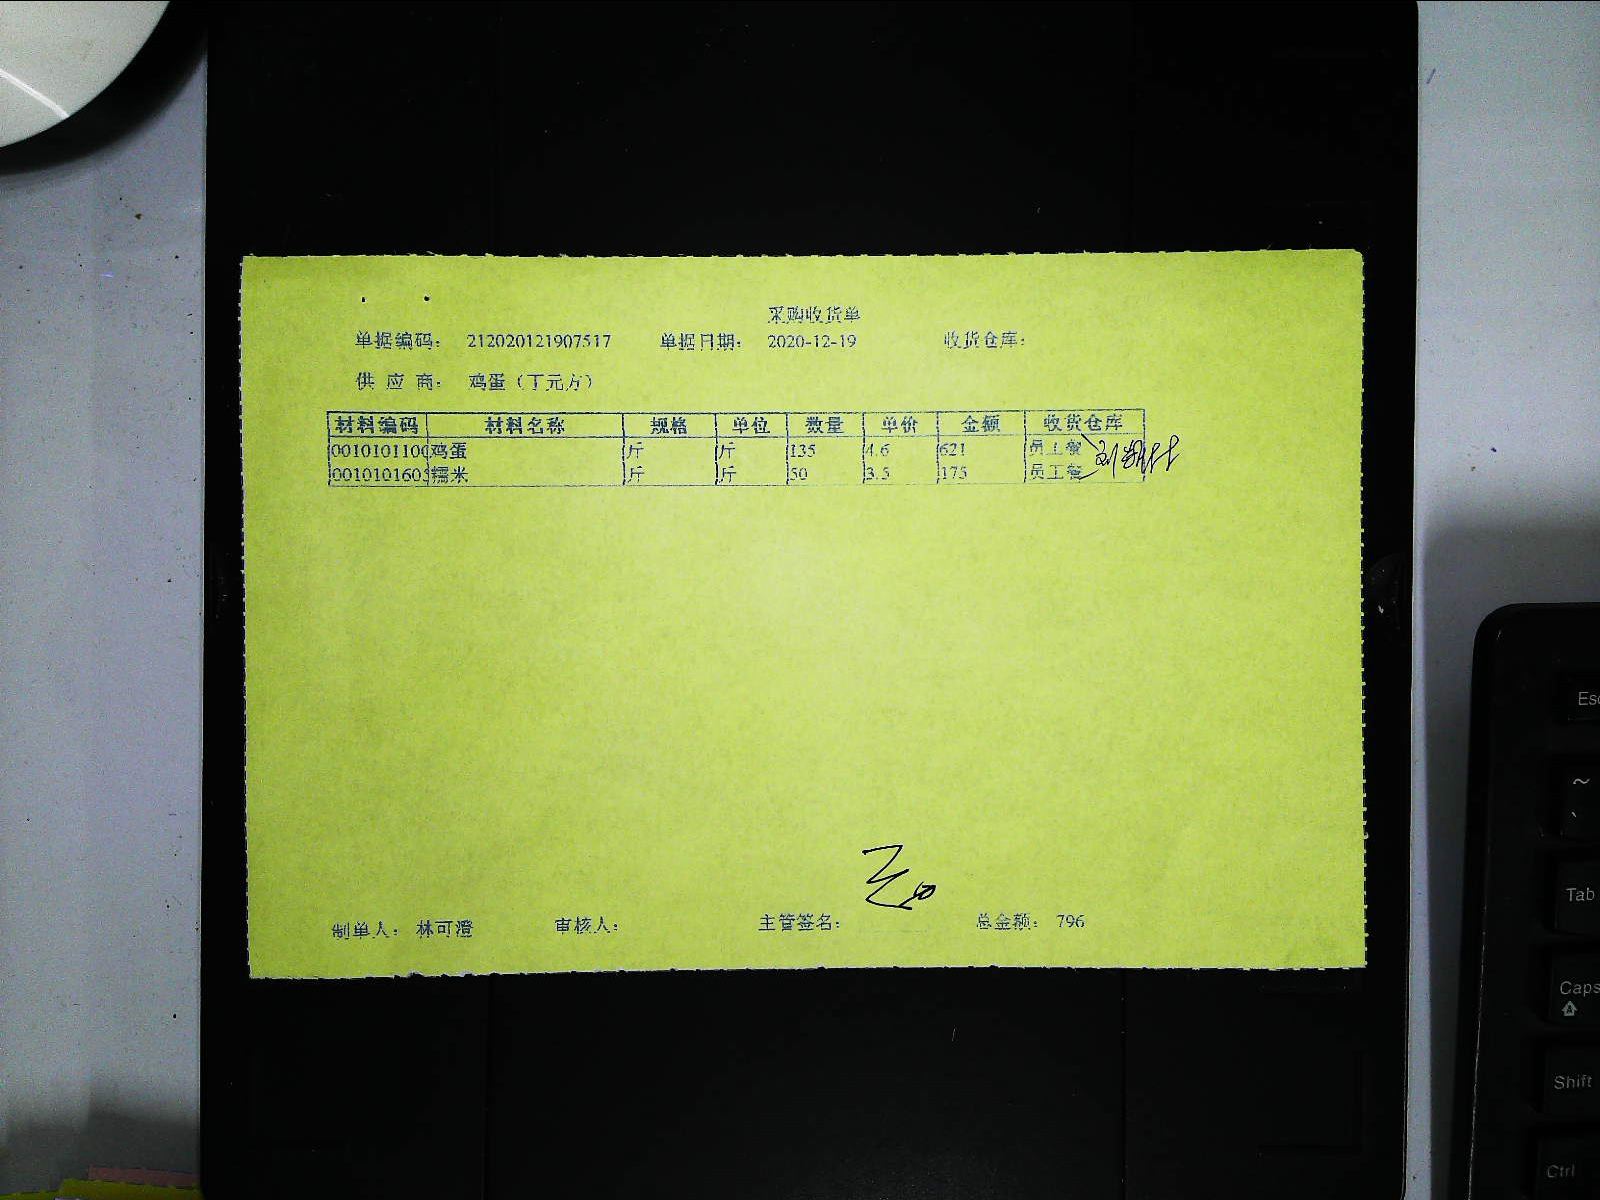 采购收货单
单据编码： 212020121907517 单据日期： 2020-12-19 收货仓库：
供 应 商： 鸡蛋（丁元方）
材料编码 材料名称 规格 单位 数量 单价 金额 收货仓库
0010101100 鸡蛋 斤 斤 135 4.6 621 员工餐
001010160 糯米 斤 斤 50 3.5 175 员工餐
制单人： 林可澄 审核人： 主管签名： 总金额： 796
Esc
~
、
Tab
Caps
Shift
Ctrl